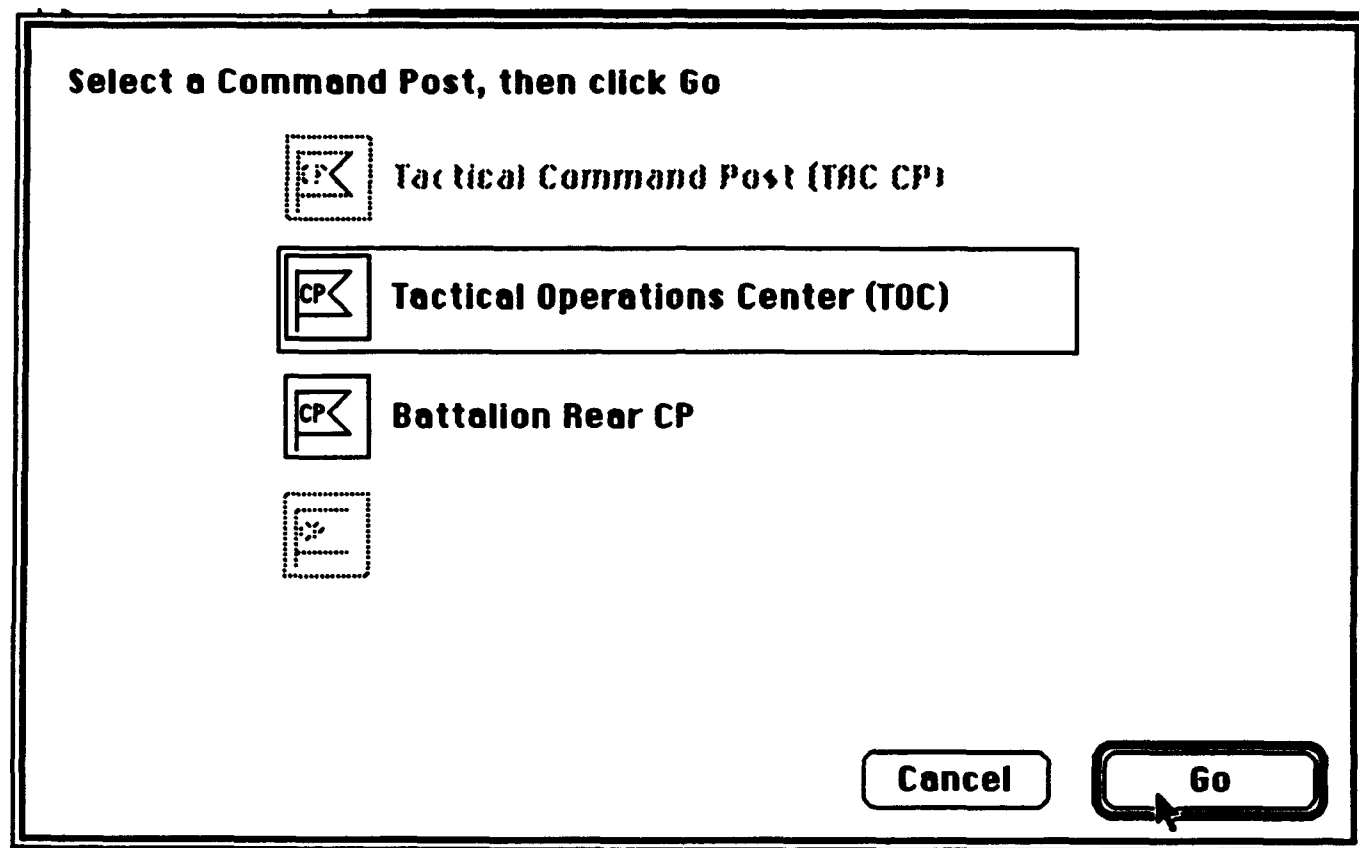 Select a Command Post, then click Go
CP Tactical Command Post (TAC CP)
CP Tactical Operations Center (TOC)
CP Battalion Rear CP
Cancel Go